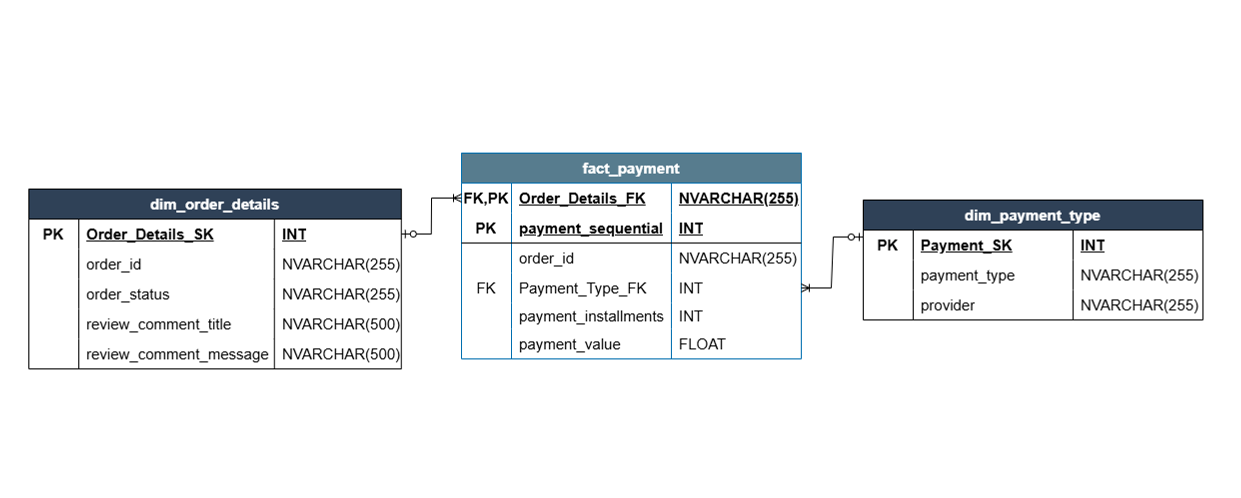 dim_order_details
PK Order_Details_SK INT
order_id NVARCHAR(255)
order_status NVARCHAR(255)
review_comment_title NVARCHAR(500)
review_comment_message NVARCHAR(500)
fact_payment
FK,PK Order_Details_FK NVARCHAR(255)
PK payment_sequential INT
order_id NVARCHAR(255)
FK Payment_Type_FK INT
payment_installments INT
payment_value FLOAT
dim_payment_type
PK Payment_SK INT
payment_type NVARCHAR(255)
provider NVARCHAR(255)